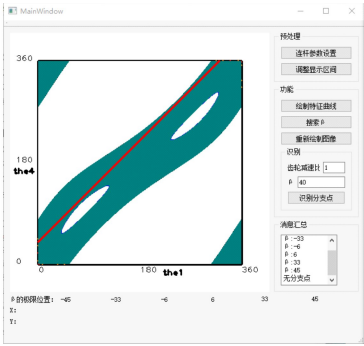 MainWindow
预处理
连杆参数设置
调整显示区间
功能
绘制特征曲线
搜索β
重新绘制图像
识别
齿轮减速比 1
β 40
识别分支点
消息汇总
β:-33
β:-6
β:6
β:33
β:45
无分支点
360
180
the4
0
0 180 the1 360
β的极限位置: -45 -33 -6 6 33 45
X:
Y: